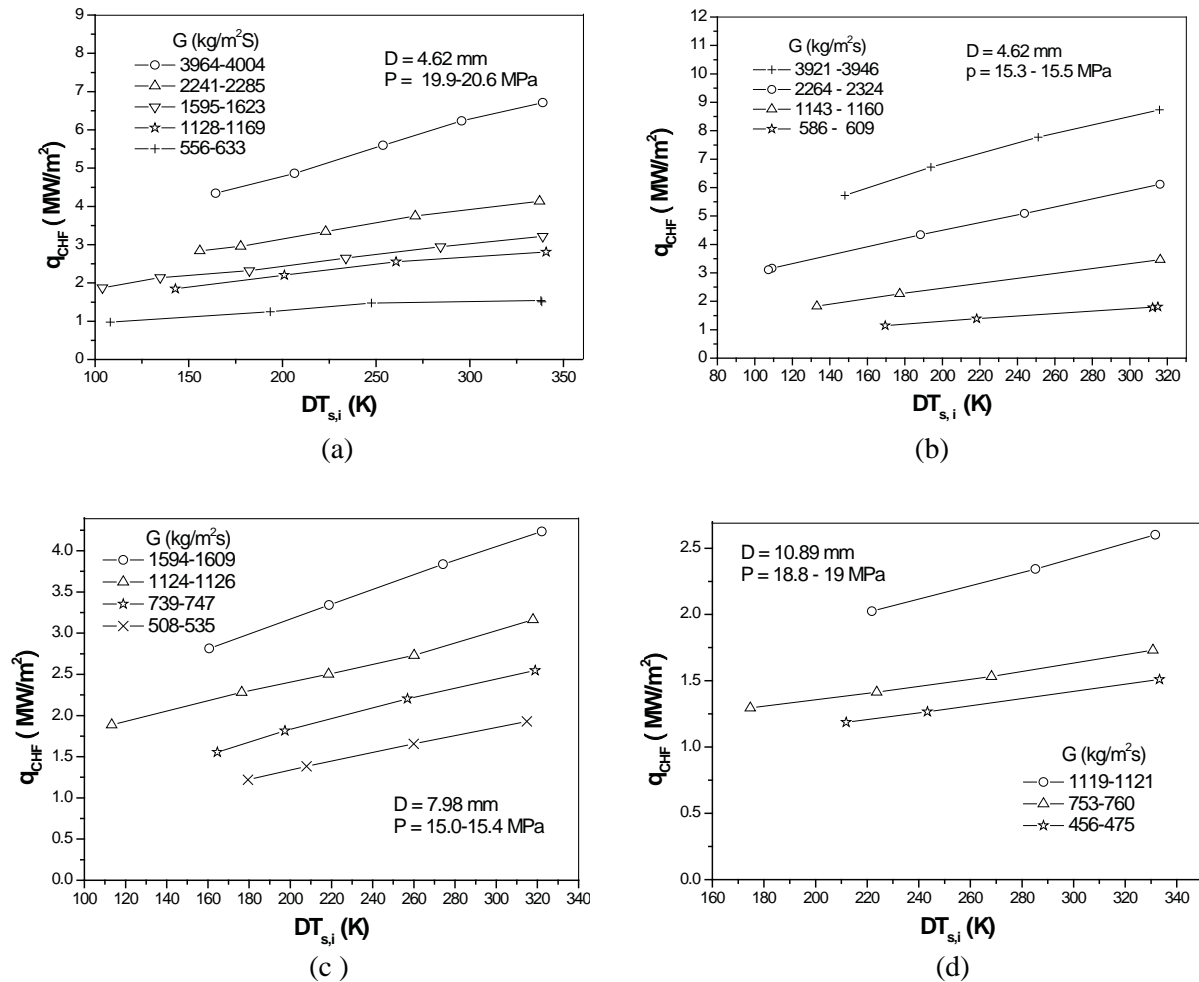 G (kg/m²S)
3964-4004
2241-2285
1595-1623
1128-1169
556-633
D = 4.62 mm
P = 19.9-20.6 MPa
9
8
7
6
5
4
3
2
1
0
q_CHF ( MW/m²)
100 150 200 250 300 350
DT_s,i (K)
(a)
G (kg/m²s)
3921 -3946
2264 - 2324
1143 - 1160
586 - 609
D = 4.62 mm
p = 15.3 - 15.5 MPa
12
11
10
9
8
7
6
5
4
3
2
1
0
q_CHF ( MW/m²)
80 100 120 140 160 180 200 220 240 260 280 300 320
DT_s, i (K)
(b)
G (kg/m²s)
1594-1609
1124-1126
739-747
508-535
D = 7.98 mm
P = 15.0-15.4 MPa
4.0
3.5
3.0
2.5
2.0
1.5
1.0
0.5
0.0
q_CHF ( MW/m²)
100 120 140 160 180 200 220 240 260 280 300 320 340
DT_s,i (K)
(c )
D = 10.89 mm
P = 18.8 - 19 MPa
G (kg/m²s)
1119-1121
753-760
456-475
2.5
2.0
1.5
1.0
0.5
0.0
q_CHF ( MW/m²)
160 180 200 220 240 260 280 300 320 340
DT_s,i (K)
(d)